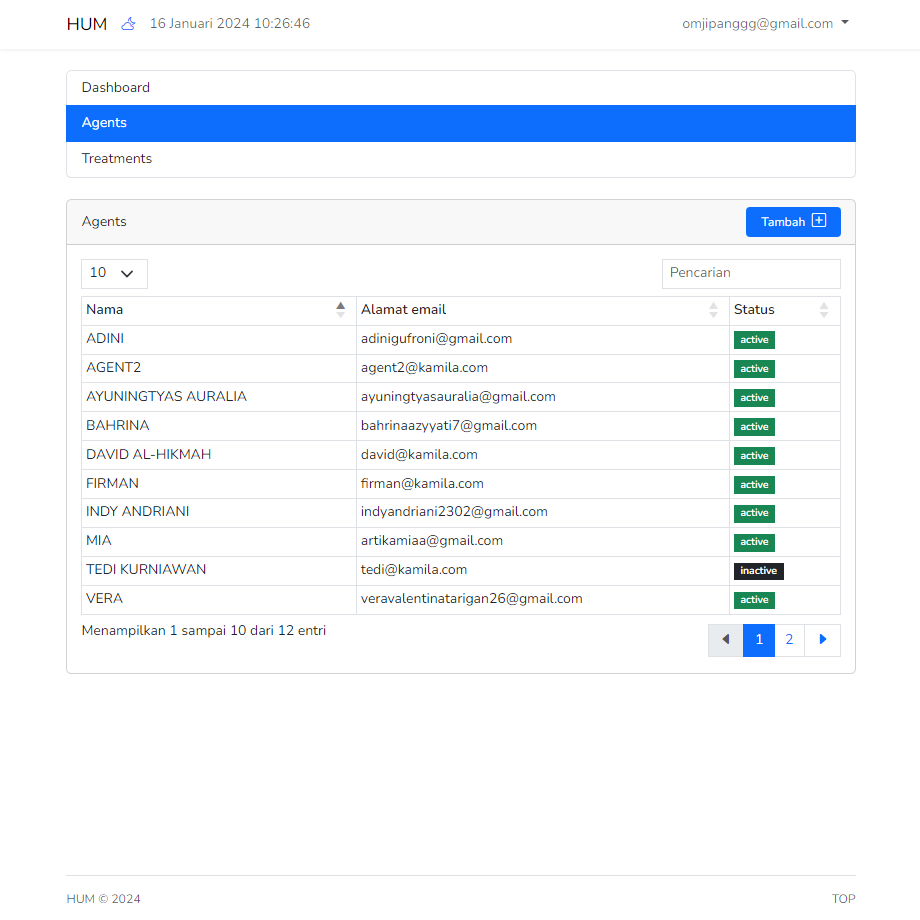 HUM 16 Januari 2024 10:26:46 omjipanggg@gmail.com
Dashboard
Agents
Treatments
Agents Tambah
10 Pencarian
Nama Alamat email Status
ADINI adinigufroni@gmail.com active
AGENT2 agent2@kamila.com active
AYUNINGTYAS AURALIA ayuningtyasauralia@gmail.com active
BAHRINA bahrinaazyyati7@gmail.com active
DAVID AL-HIKMAH david@kamila.com active
FIRMAN firman@kamila.com active
INDY ANDRIANI indyandriani2302@gmail.com active
MIA artikamiaa@gmail.com active
TEDI KURNIAWAN tedi@kamila.com inactive
VERA veravalentinatarigan26@gmail.com active
Menampilkan 1 sampai 10 dari 12 entri 1 2
HUM © 2024 TOP